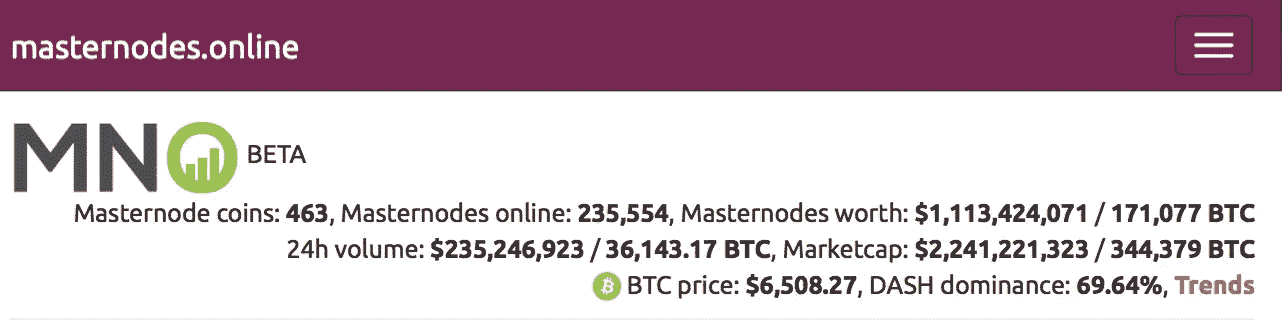 masternodes.online
MNO BETA
Masternode coins: 463, Masternodes online: 235,554, Masternodes worth: $1,113,424,071 / 171,077 BTC
24h volume: $235,246,923 / 36,143.17 BTC, Marketcap: $2,241,221,323 / 344,379 BTC
BTC price: $6,508.27, DASH dominance: 69.64%, Trends